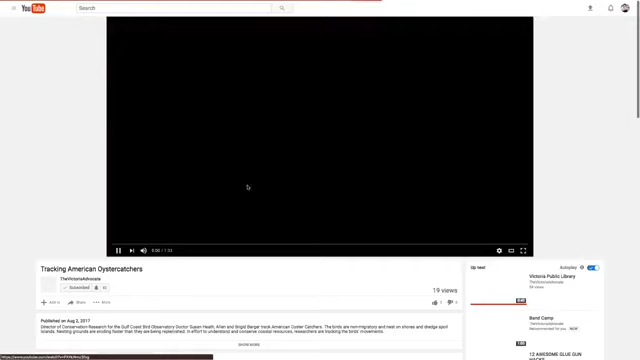 YouTube
Search
0:00 / 1:33
Tracking American Oystercatchers
TheVictoriaAdvocate
Subscribed
19 views
Add to Share More
Published on Aug 2, 2017
Director of Conservation Research for the Gulf Coast Bird Observatory Doctor Susan Heath, Allen and Brigid Berger track American Oyster Catchers. The birds are non-migratory and nest on shores and dredge spoil
islands. Nesting grounds are eroding faster than they are being replenished. In effort to understand and conserve coastal resources, researchers are tracking the birds' movements.
SHOW MORE
Up next
Autoplay
Victoria Public Library
TheVictoriaAdvocate
Band Camp
TheVictoriaAdvocate
Recommended for you NEW
12 AWESOME GLUE GUN
HACKS